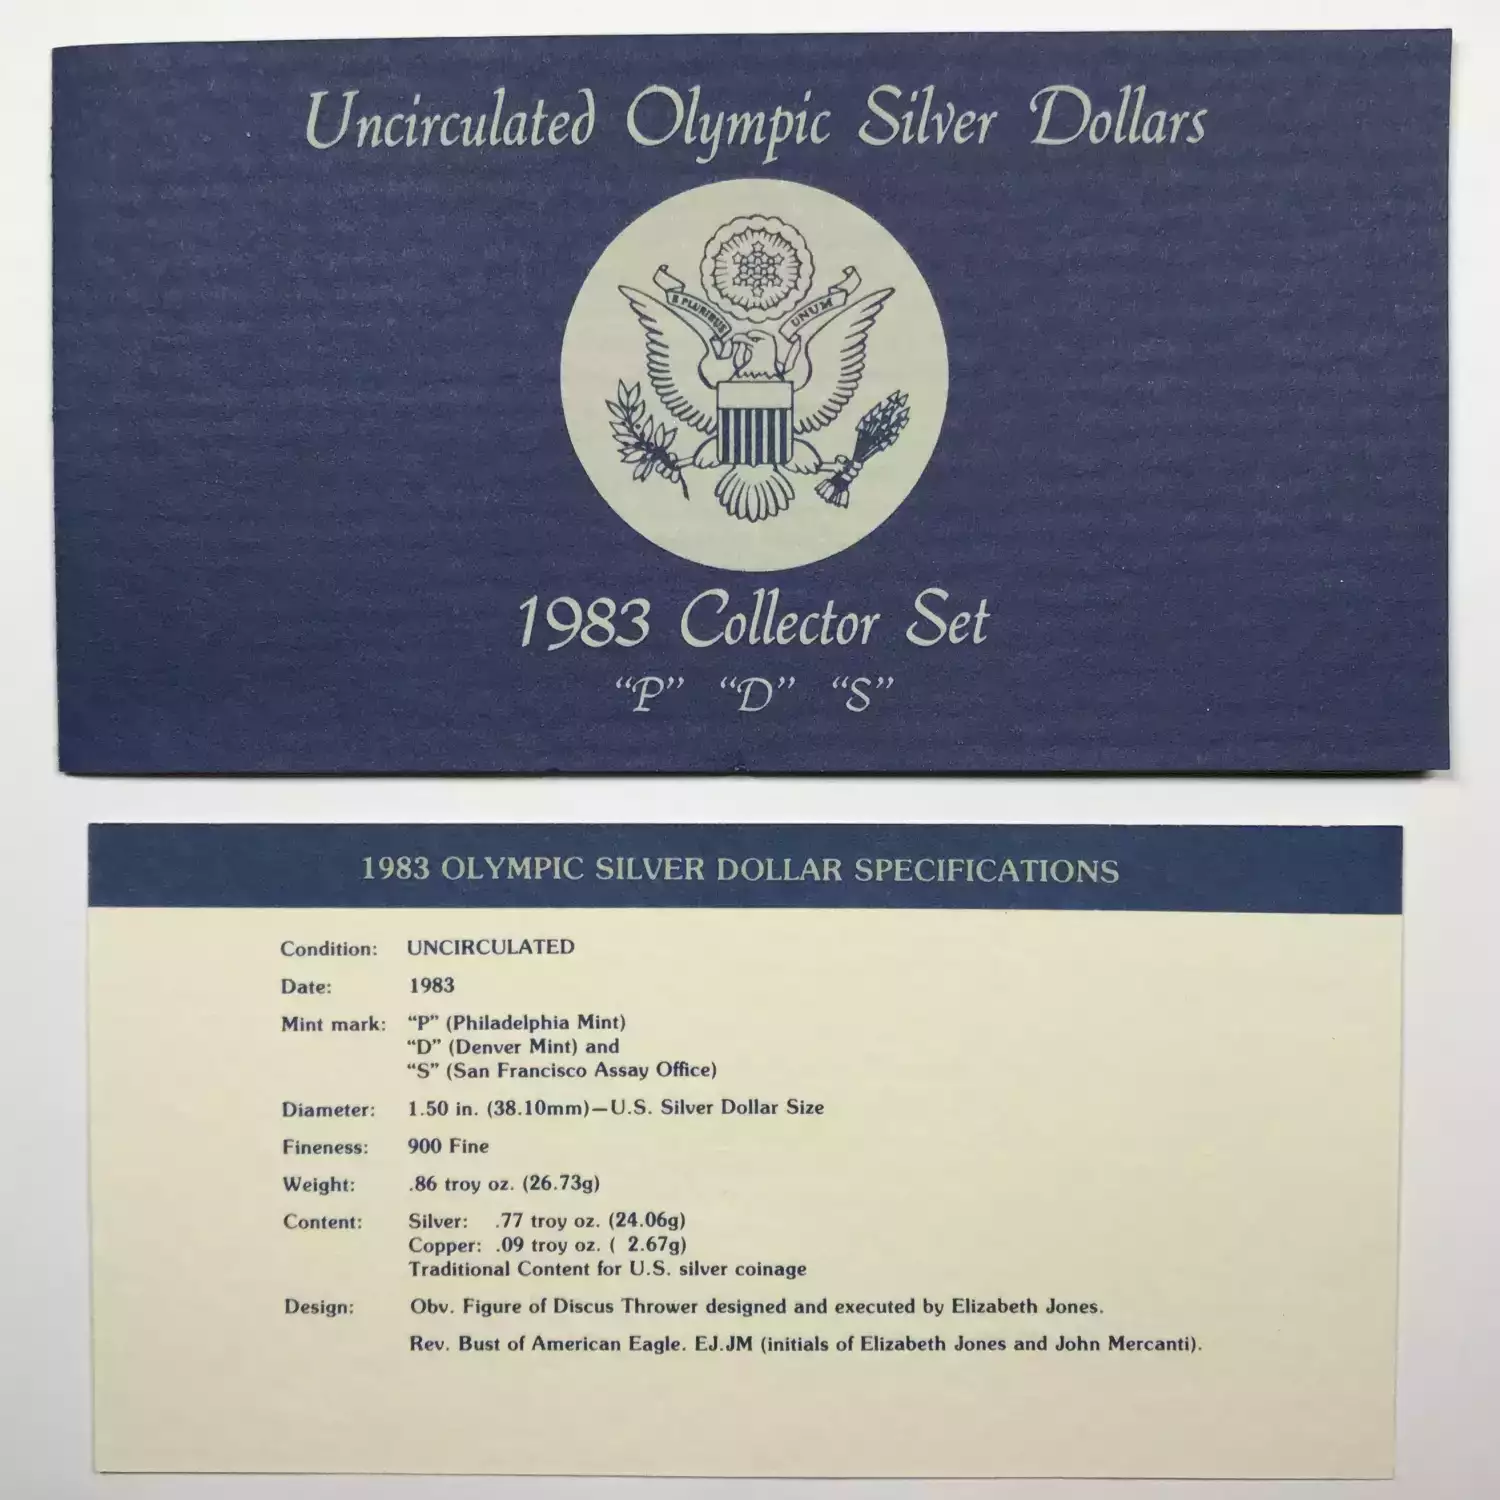 Uncirculated Olympic Silver Dollars
E PLURIBUS UNUM
1983 Collector Set
“P” “D” “S”
1983 OLYMPIC SILVER DOLLAR SPECIFICATIONS
Condition: UNCIRCULATED
Date: 1983
Mint mark: “P” (Philadelphia Mint)
“D” (Denver Mint) and
“S” (San Francisco Assay Office)
Diameter: 1.50 in. (38.10mm)—U.S. Silver Dollar Size
Fineness: 900 Fine
Weight: .86 troy oz. (26.73g)
Content: Silver: .77 troy oz. (24.06g)
Copper: .09 troy oz. ( 2.67g)
Traditional Content for U.S. silver coinage
Design: Obv. Figure of Discus Thrower designed and executed by Elizabeth Jones.
Rev. Bust of American Eagle. EJ.JM (initials of Elizabeth Jones and John Mercanti).